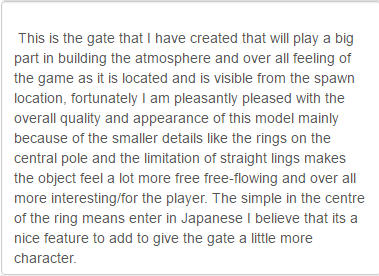 This is the gate that I have created that will play a big
part in building the atmosphere and over all feeling of
the game as it is located and is visible from the spawn
location, fortunately I am pleasantly pleased with the
overall quality and appearance of this model mainly
because of the smaller details like the rings on the
central pole and the limitation of straight lings makes
the object feel a lot more free free-flowing and over all
more interesting/for the player. The simple in the centre
of the ring means enter in Japanese I believe that its a
nice feature to add to give the gate a little more
character.